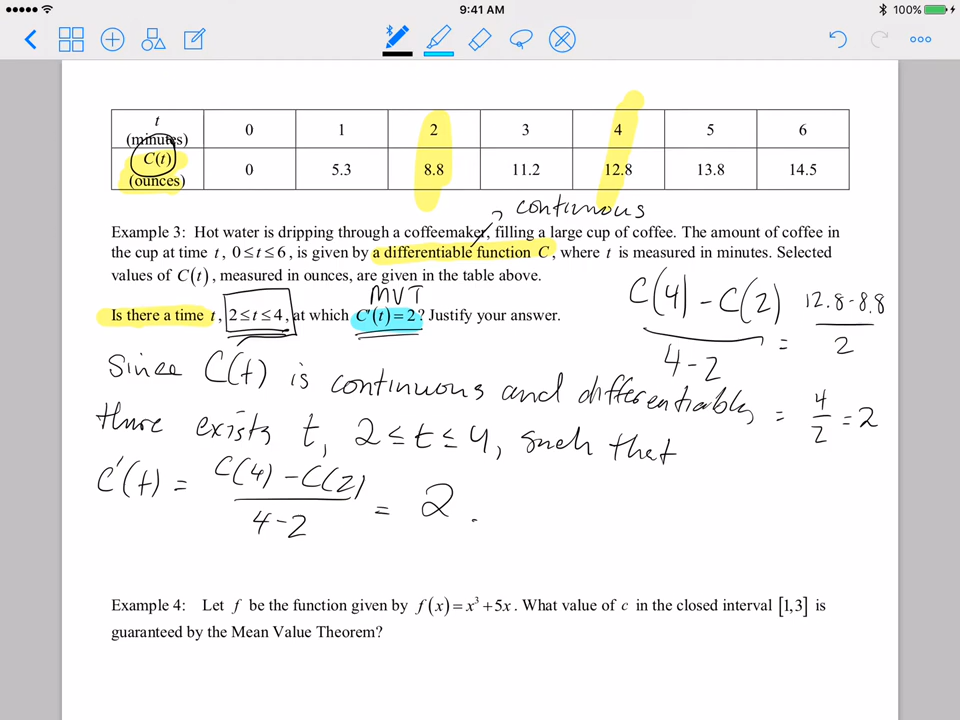 9:41 AM
100%
t (minutes) 0 1 2 3 4 5 6
C(t) (ounces) 0 5.3 8.8 11.2 12.8 13.8 14.5
continuous
Example 3: Hot water is dripping through a coffeemaker, filling a large cup of coffee. The amount of coffee in
the cup at time t, 0≤t≤6, is given by a differentiable function C, where t is measured in minutes. Selected
values of C(t), measured in ounces, are given in the table above.
MVT
Is there a time t, 2≤t≤4, at which C'(t)=2? Justify your answer.
C(4)-C(2) / 4-2 = 12.8-8.8 / 2
= 4/2 = 2
Since C(t) is continuous and differentiable,
there exists t, 2≤t≤4, such that
C'(t) = C(4)-C(2) / 4-2 = 2.
Example 4: Let f be the function given by f(x)=x³+5x. What value of c in the closed interval [1,3] is
guaranteed by the Mean Value Theorem?